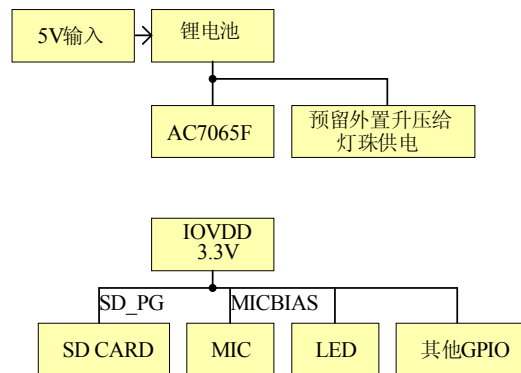 5V输入
锂电池
AC7065F
预留外置升压给
灯珠供电
IOVDD
3.3V
SD_PG
MICBIAS
SD CARD
MIC
LED
其他GPIO